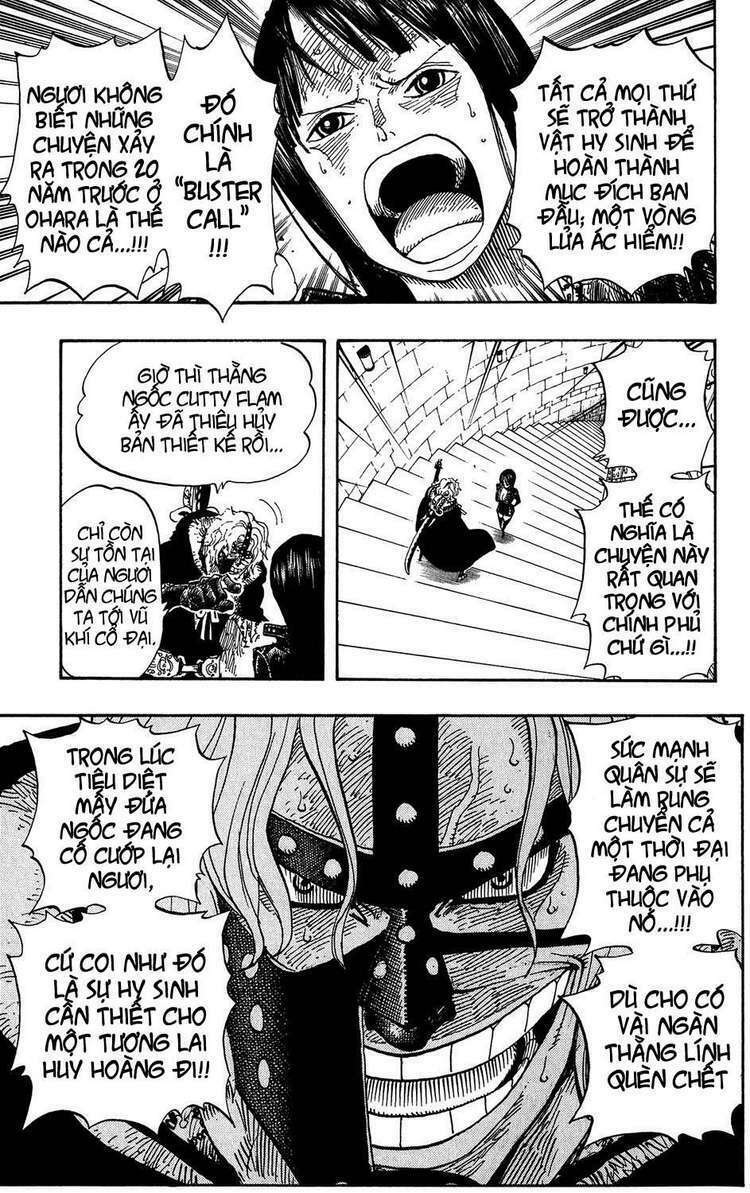 TẤT CẢ MỌI THỨ
SẼ TRỞ THÀNH
VẬT HY SINH ĐỂ
HOÀN THÀNH
MỤC ĐÍCH BAN
ĐẦU; MỘT VÒNG
LỬA ÁC HIỂM!!
ĐÓ
CHÍNH
LÀ
"BUSTER
CALL"
!!!
NGƯƠI KHÔNG
BIẾT NHỮNG
CHUYỆN XẢY
RA TRONG 20
NĂM TRƯỚC Ở
OHARA LÀ THẾ
NÀO CẢ...!!!
CŨNG
ĐƯỢC...
THẾ CÓ
NGHĨA LÀ
CHUYỆN NÀY
RẤT QUAN
TRỌNG VỚI
CHÍNH PHỦ
CHỨ GÌ...!!
GIỜ THÌ THẰNG
NGỐC CUTTY FLAM
ẤY ĐÃ THIÊU HỦY
BẢN THIẾT KẾ RỒI...
CHỈ CÒN
SỰ TỒN TẠI
CỦA NGƯƠI
DẪN CHÚNG
TA TỚI VŨ
KHÍ CỔ ĐẠI.
SỨC MẠNH
QUÂN SỰ SẼ
LÀM RUNG
CHUYỂN CẢ
MỘT THỜI ĐẠI
ĐANG PHỤ
THUỘC VÀO
NÓ...!!!
DÙ CHO CÓ
VÀI NGÀN
THẰNG LÍNH
QUÈN CHẾT
TRONG LÚC
TIÊU DIỆT
MẤY ĐỨA
NGỐC ĐANG
CỐ CƯỚP LẠI
NGƯƠI,
CỨ COI NHƯ ĐÓ
LÀ SỰ HY SINH
CẦN THIẾT CHO
MỘT TƯƠNG LAI
HUY HOÀNG ĐI!!